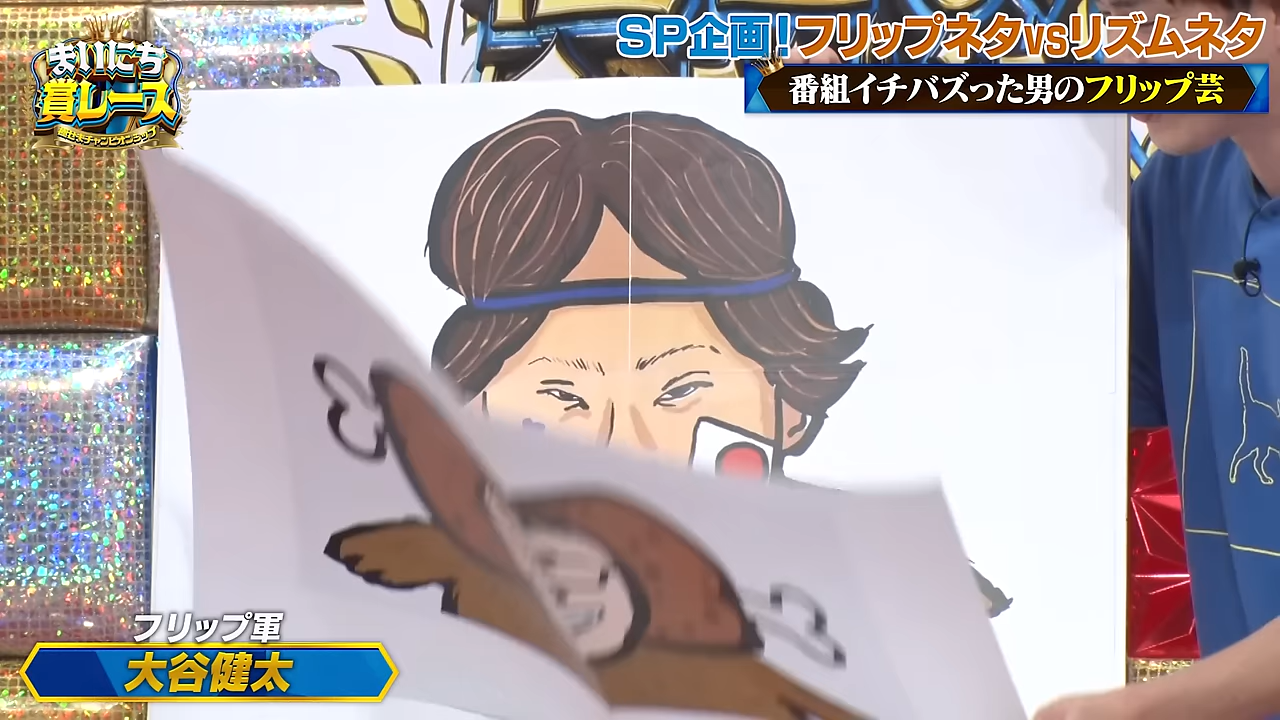 まいにち
賞レース
SP企画!フリップネタvsリズムネタ
番組イチバズった男のフリップ芸
フリップ軍
大谷健太